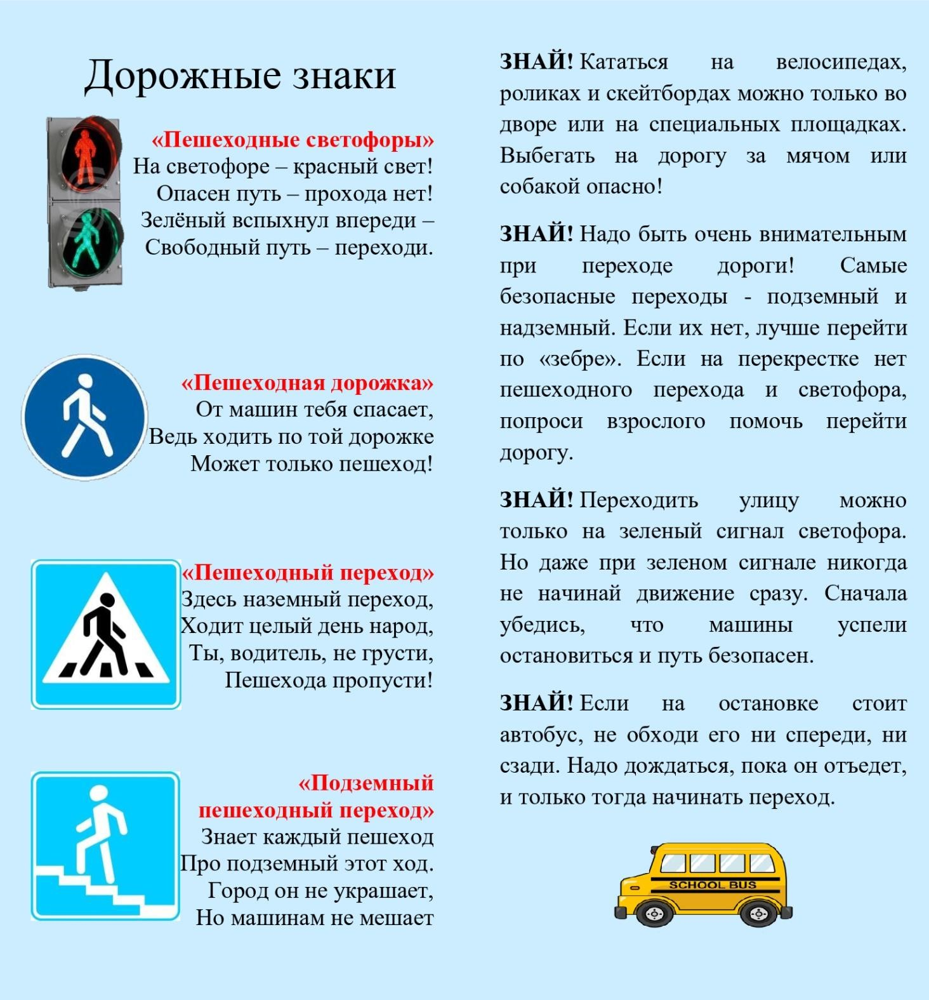 Дорожные знаки
«Пешеходные светофоры»
На светофоре – красный свет!
Опасен путь – прохода нет!
Зелёный вспыхнул впереди –
Свободный путь – переходи.
«Пешеходная дорожка»
От машин тебя спасает,
Ведь ходить по той дорожке
Может только пешеход!
«Пешеходный переход»
Здесь наземный переход,
Ходит целый день народ,
Ты, водитель, не грусти,
Пешехода пропусти!
«Подземный
пешеходный переход»
Знает каждый пешеход
Про подземный этот ход.
Город он не украшает,
Но машинам не мешает
ЗНАЙ! Кататься на велосипедах,
роликах и скейтбордах можно только во
дворе или на специальных площадках.
Выбегать на дорогу за мячом или
собакой опасно!
ЗНАЙ! Надо быть очень внимательным
при переходе дороги! Самые
безопасные переходы - подземный и
надземный. Если их нет, лучше перейти
по «зебре». Если на перекрестке нет
пешеходного перехода и светофора,
попроси взрослого помочь перейти
дорогу.
ЗНАЙ! Переходить улицу можно
только на зеленый сигнал светофора.
Но даже при зеленом сигнале никогда
не начинай движение сразу. Сначала
убедись, что машины успели
остановиться и путь безопасен.
ЗНАЙ! Если на остановке стоит
автобус, не обходи его ни спереди, ни
сзади. Надо дождаться, пока он отъедет,
и только тогда начинать переход.
SCHOOL BUS